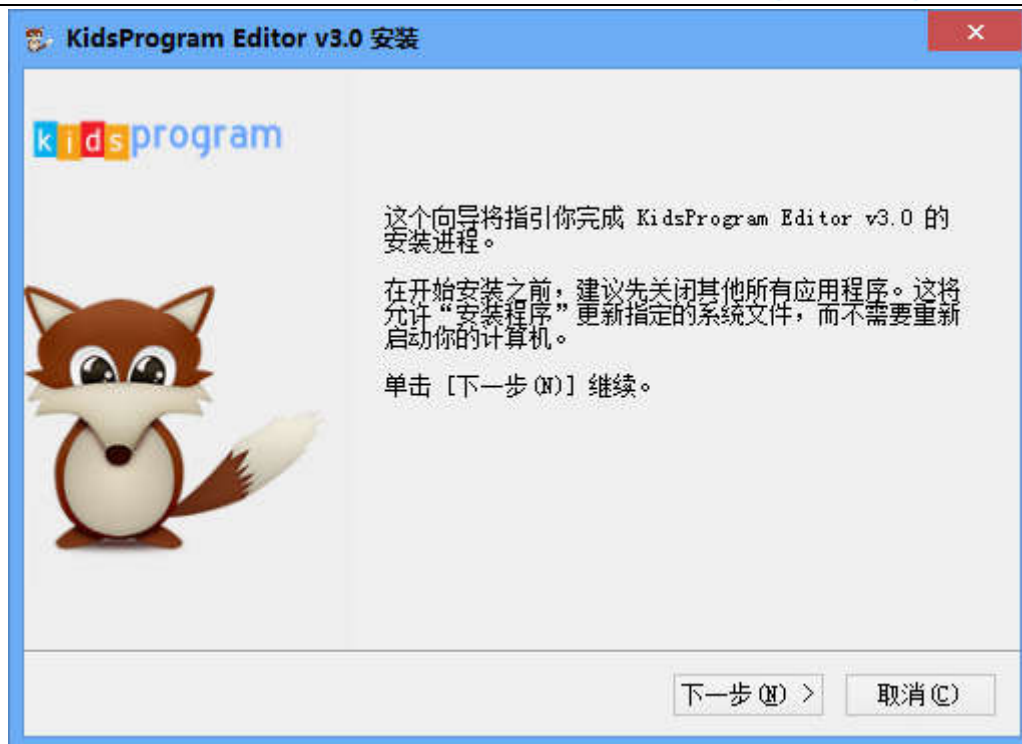 KidsProgram Editor v3.0 安装
kidsprogram
这个向导将指引你完成 KidsProgram Editor v3.0 的
安装进程。
在开始安装之前，建议先关闭其他所有应用程序。这将
允许“安装程序”更新指定的系统文件，而不需要重新
启动你的计算机。
单击 [下一步(N)] 继续。
下一步(N) >
取消(C)